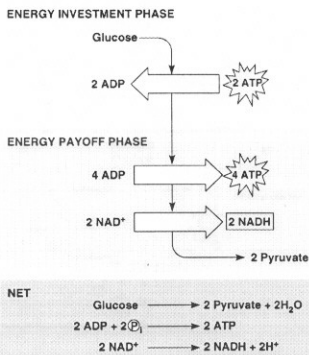 ENERGY INVESTMENT PHASE
Glucose
2 ADP 2 ATP
ENERGY PAYOFF PHASE
4 ADP 4 ATP
2 NAD⁺ 2 NADH
2 Pyruvate
NET
Glucose → 2 Pyruvate + 2H₂O
2 ADP + 2Ⓟᵢ → 2 ATP
2 NAD⁺ → 2 NADH + 2H⁺